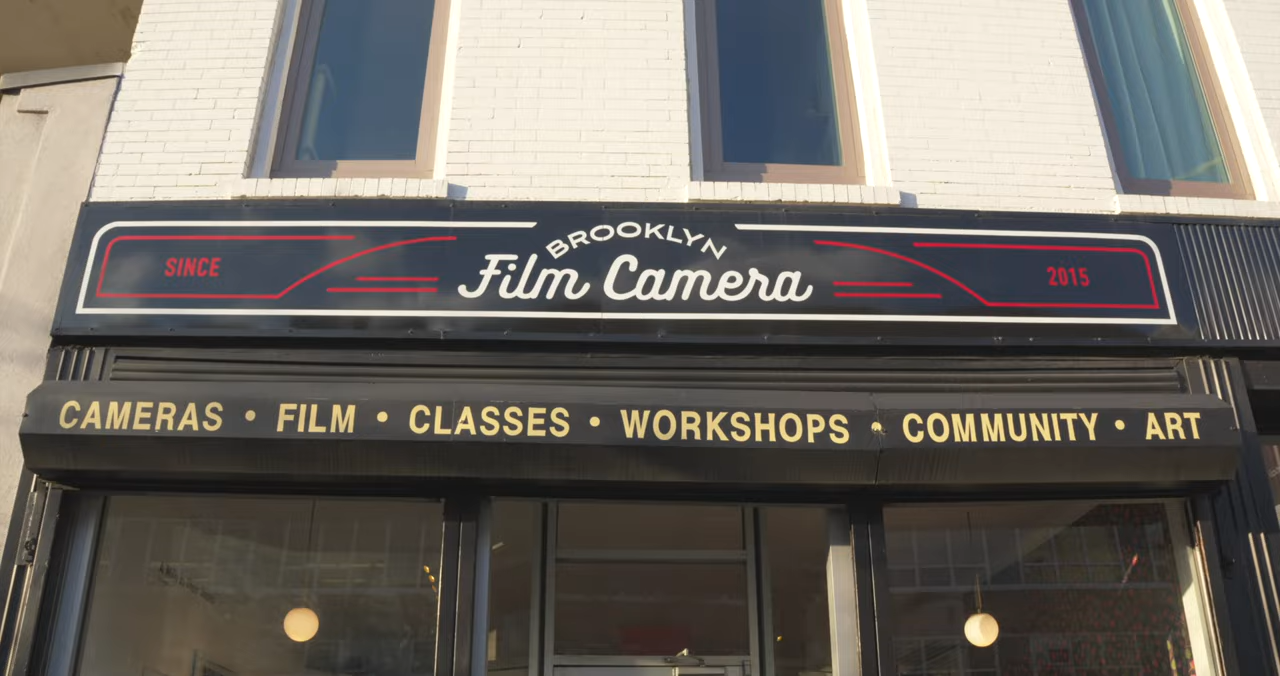 BROOKLYN
SINCE
Film Camera
2015
CAMERAS • FILM • CLASSES • WORKSHOPS • COMMUNITY • ART